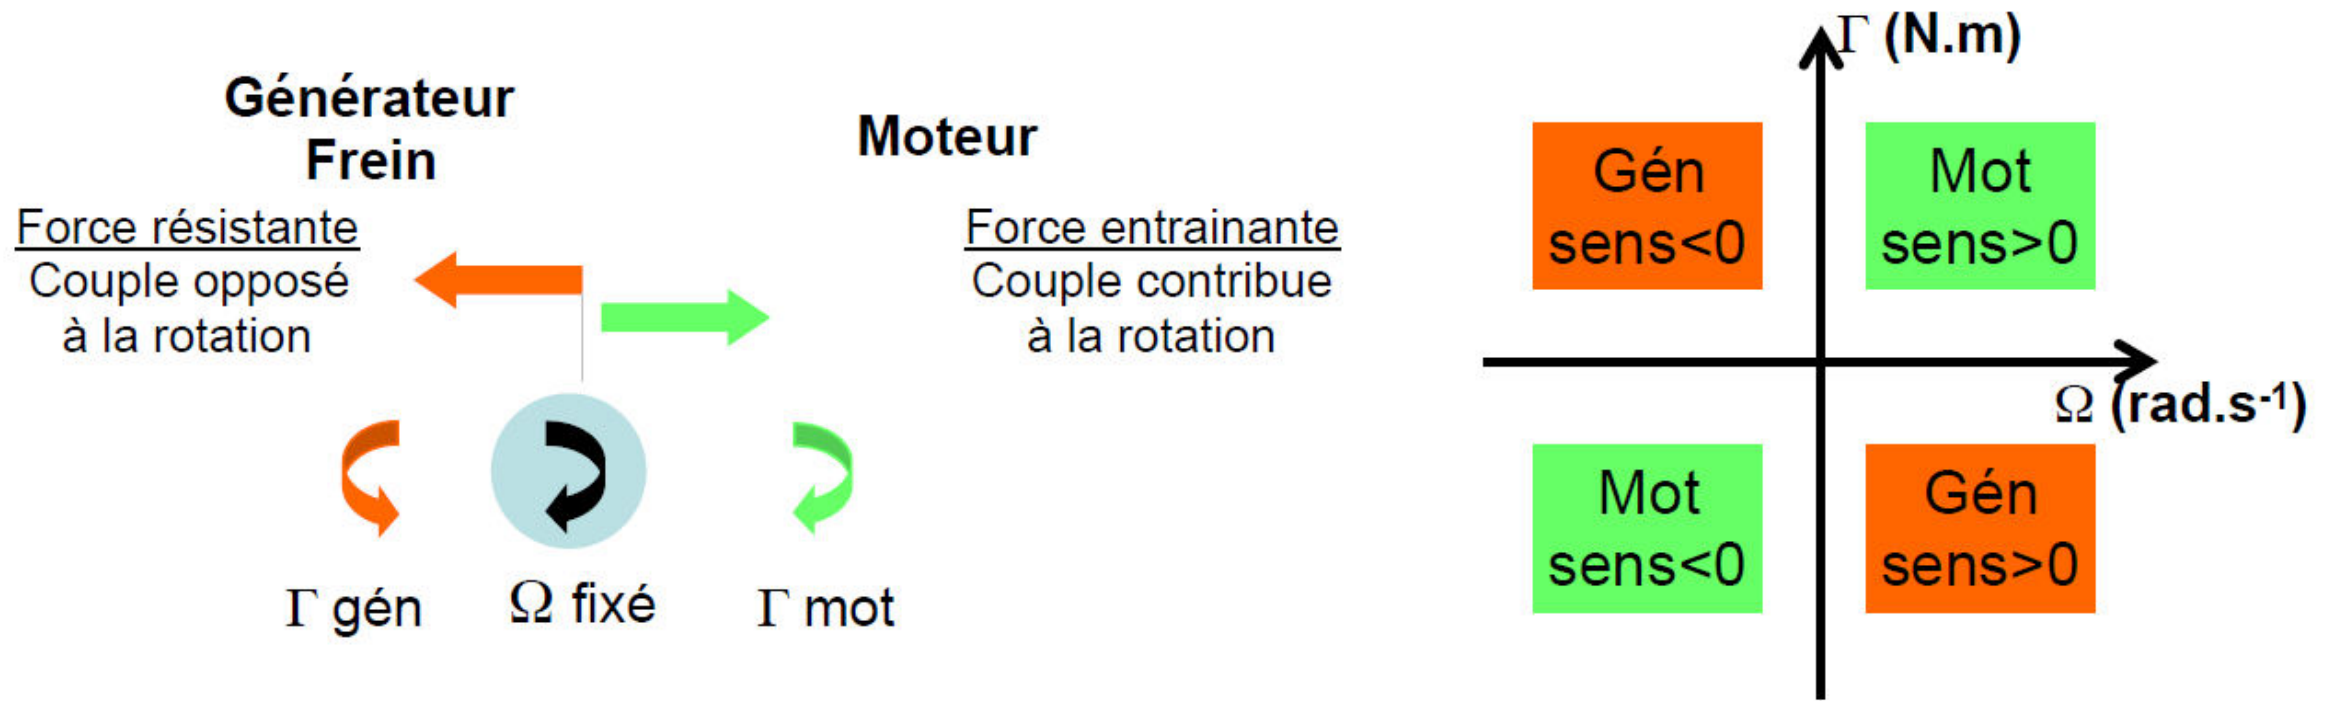 Générateur
Frein
Force résistante
Couple opposé
à la rotation
Moteur
Force entrainante
Couple contribue
à la rotation
Γ gén
Ω fixé
Γ mot
Γ (N.m)
Gén
sens<0
Mot
sens>0
Ω (rad.s-1)
Mot
sens<0
Gén
sens>0